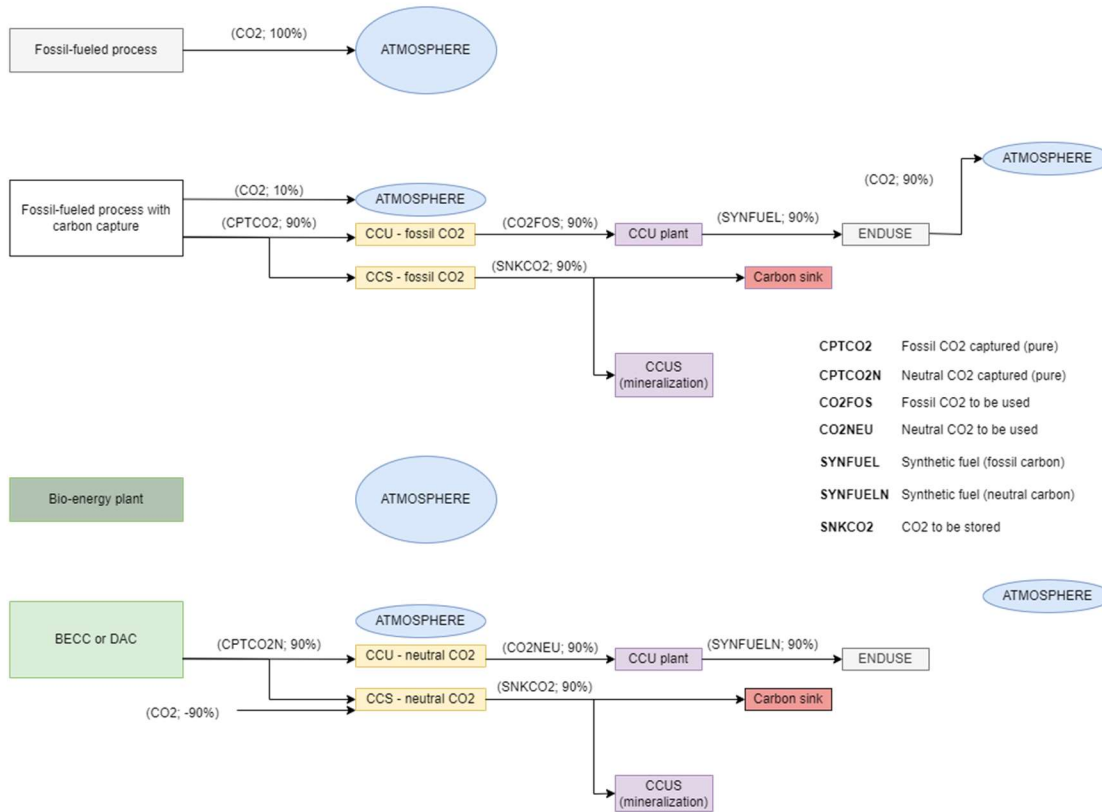 (CO2; 100%)
Fossil-fueled process
ATMOSPHERE
(CO2; 90%)
ATMOSPHERE
(CO2; 10%)
ATMOSPHERE
Fossil-fueled process with
carbon capture
(CPTCO2; 90%)
CCU - fossil CO2
(CO2FOS; 90%)
CCU plant
(SYNFUEL; 90%)
ENDUSE
CCS - fossil CO2
(SNKCO2; 90%)
Carbon sink
CCUS
(mineralization)
CPTCO2 Fossil CO2 captured (pure)
CPTCO2N Neutral CO2 captured (pure)
CO2FOS Fossil CO2 to be used
CO2NEU Neutral CO2 to be used
SYNFUEL Synthetic fuel (fossil carbon)
SYNFUELN Synthetic fuel (neutral carbon)
SNKCO2 CO2 to be stored
Bio-energy plant
ATMOSPHERE
ATMOSPHERE
ATMOSPHERE
BECC or DAC
(CPTCO2N; 90%)
CCU - neutral CO2
(CO2NEU; 90%)
CCU plant
(SYNFUELN; 90%)
ENDUSE
(CO2; -90%)
CCS - neutral CO2
(SNKCO2; 90%)
Carbon sink
CCUS
(mineralization)